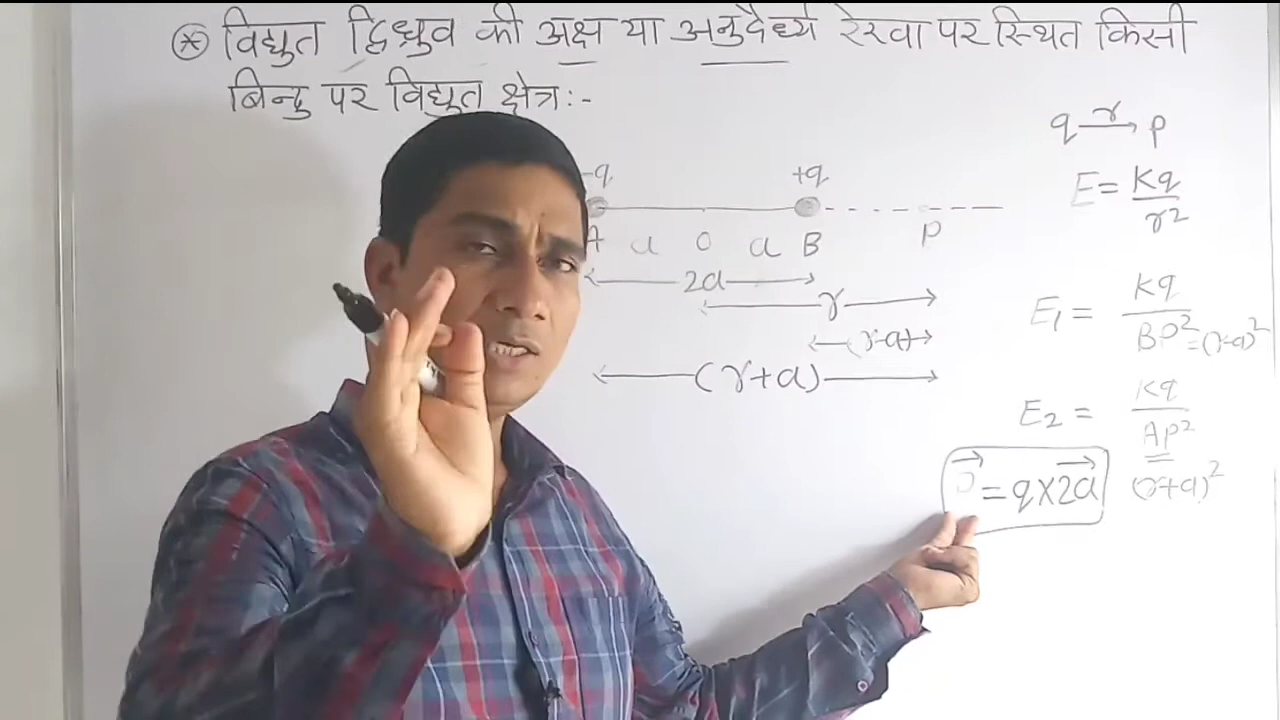 ⊛ विद्युत द्विध्रुव की अक्ष या अनुदैर्ध्य रेखा पर स्थित किसी
बिन्दु पर विद्युत क्षेत्र:-
q r→ p
E = Kq/r²
-q +q
A a O a B P
2a
r
(r-a)
(r+a)
E₁ = Kq/BP² = (r-a)²
E₂ = Kq/AP²
(r+a)²
p⃗ = q×2a⃗